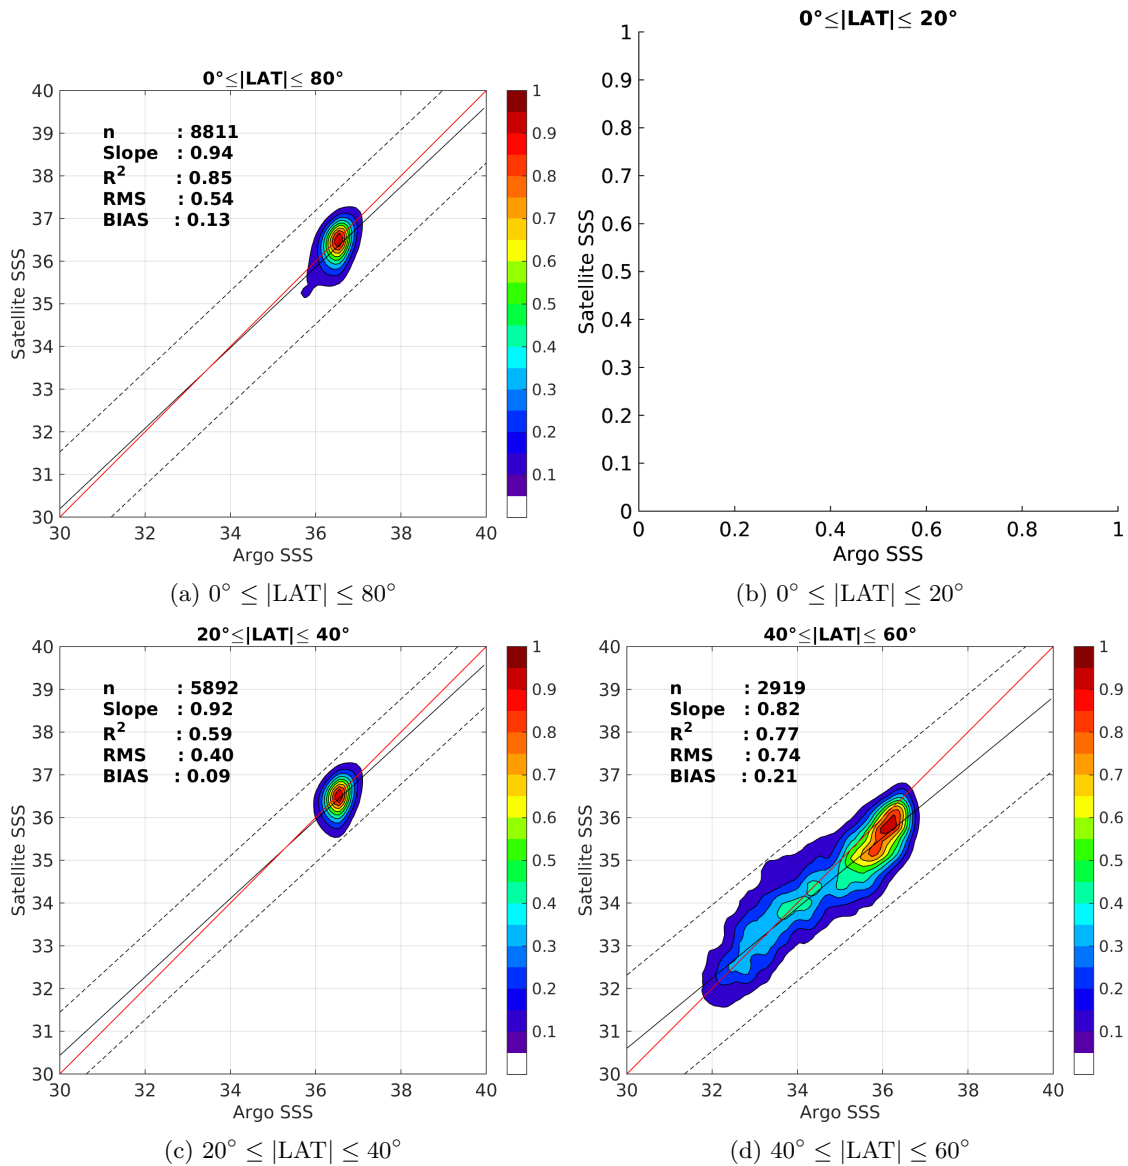 0°≤|LAT|≤ 80°
40
39
38
37
36
35
34
33
32
31
30
Satellite SSS
n : 8811
Slope : 0.94
R² : 0.85
RMS : 0.54
BIAS : 0.13
30 32 34 36 38 40
Argo SSS
1
0.9
0.8
0.7
0.6
0.5
0.4
0.3
0.2
0.1
(a) 0° ≤ |LAT| ≤ 80°
0°≤|LAT|≤ 20°
1
0.9
0.8
0.7
0.6
0.5
0.4
0.3
0.2
0.1
0
Satellite SSS
0 0.2 0.4 0.6 0.8 1
Argo SSS
(b) 0° ≤ |LAT| ≤ 20°
20°≤|LAT|≤ 40°
40
39
38
37
36
35
34
33
32
31
30
Satellite SSS
n : 5892
Slope : 0.92
R² : 0.59
RMS : 0.40
BIAS : 0.09
30 32 34 36 38 40
Argo SSS
1
0.9
0.8
0.7
0.6
0.5
0.4
0.3
0.2
0.1
(c) 20° ≤ |LAT| ≤ 40°
40°≤|LAT|≤ 60°
40
39
38
37
36
35
34
33
32
31
30
Satellite SSS
n : 2919
Slope : 0.82
R² : 0.77
RMS : 0.74
BIAS : 0.21
30 32 34 36 38 40
Argo SSS
1
0.9
0.8
0.7
0.6
0.5
0.4
0.3
0.2
0.1
(d) 40° ≤ |LAT| ≤ 60°